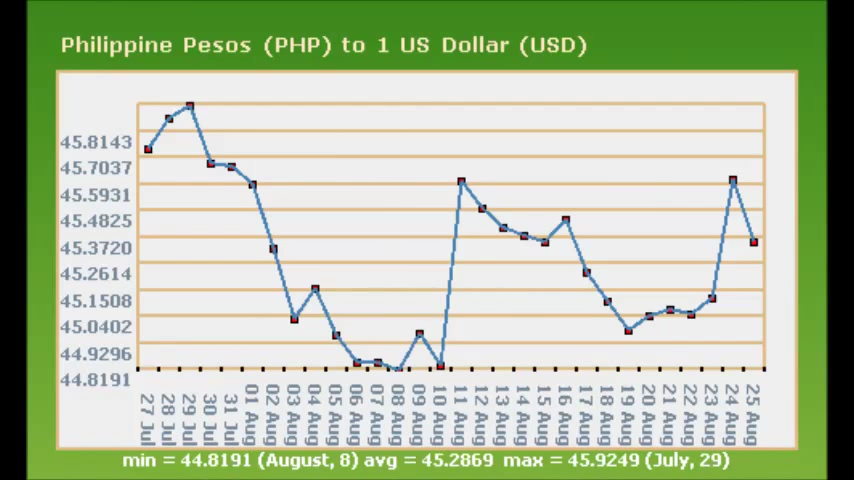 Philippine Pesos (PHP) to 1 US Dollar (USD)
45.8143
45.7037
45.5931
45.4825
45.3720
45.2614
45.1508
45.0402
44.9296
44.8191
27 Jul
28 Jul
29 Jul
30 Jul
31 Jul
01 Aug
02 Aug
03 Aug
04 Aug
05 Aug
06 Aug
07 Aug
08 Aug
09 Aug
10 Aug
11 Aug
12 Aug
13 Aug
14 Aug
15 Aug
16 Aug
17 Aug
18 Aug
19 Aug
20 Aug
21 Aug
22 Aug
23 Aug
24 Aug
25 Aug
min = 44.8191 (August, 8) avg = 45.2869 max = 45.9249 (July, 29)